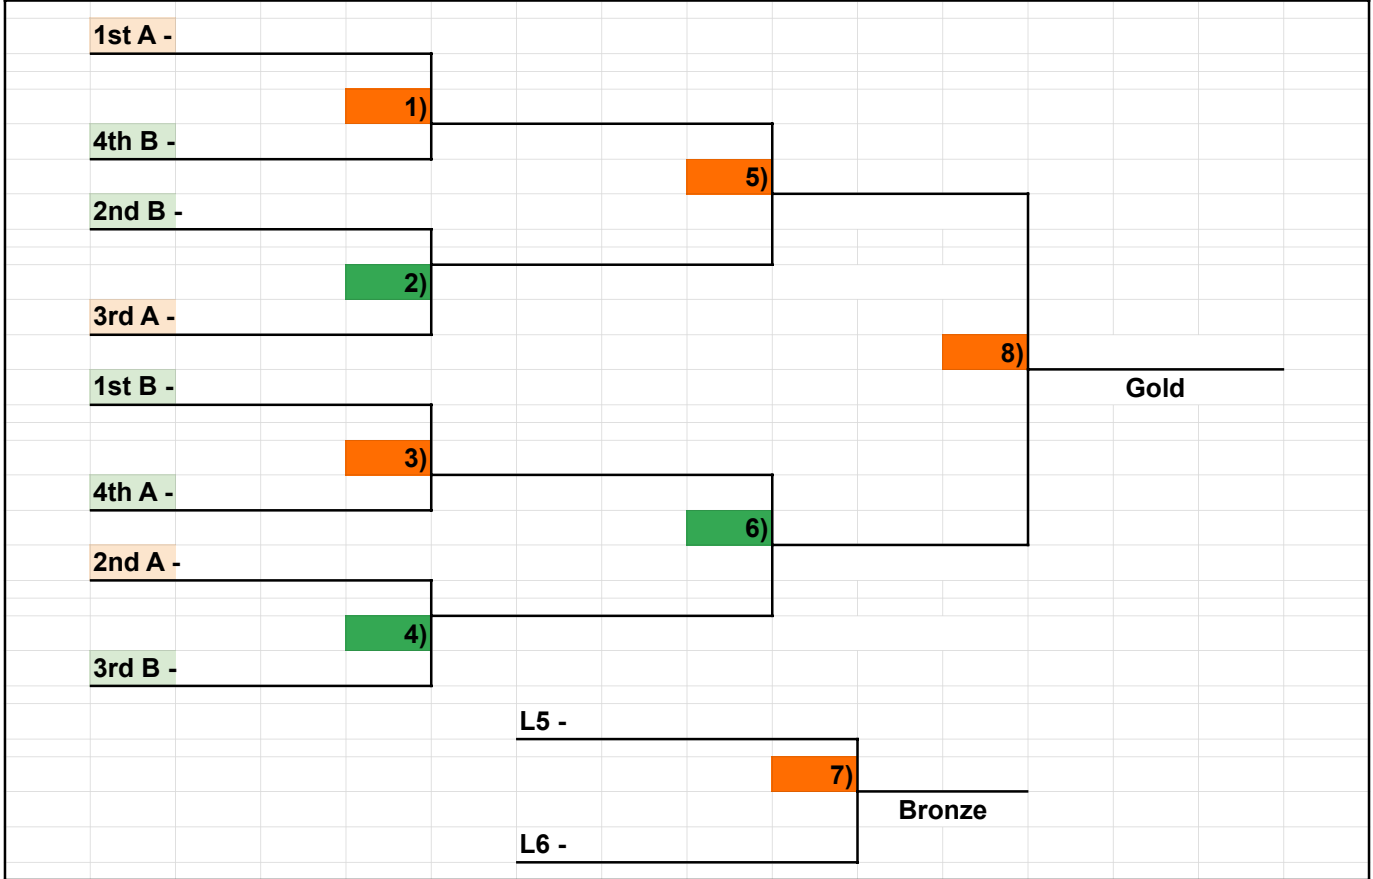 1st A -
1)
4th B -
5)
2nd B -
2)
3rd A -
8)
1st B -
Gold
3)
4th A -
6)
2nd A -
4)
3rd B -
L5 -
7)
Bronze
L6 -